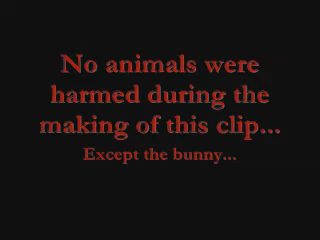 No animals were
harmed during the
making of this clip...
Except the bunny...